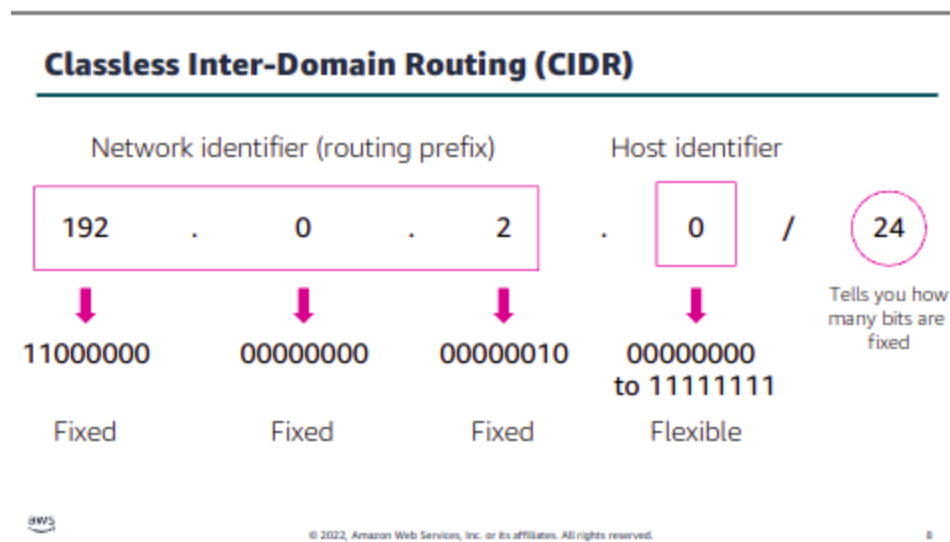 Classless Inter-Domain Routing (CIDR)
Network identifier (routing prefix) Host identifier
192 . 0 . 2 . 0 / 24
Tells you how
many bits are
fixed
11000000 00000000 00000010 00000000
to 11111111
Fixed Fixed Fixed Flexible
aws
© 2022, Amazon Web Services, Inc. or its affiliates. All rights reserved.
8